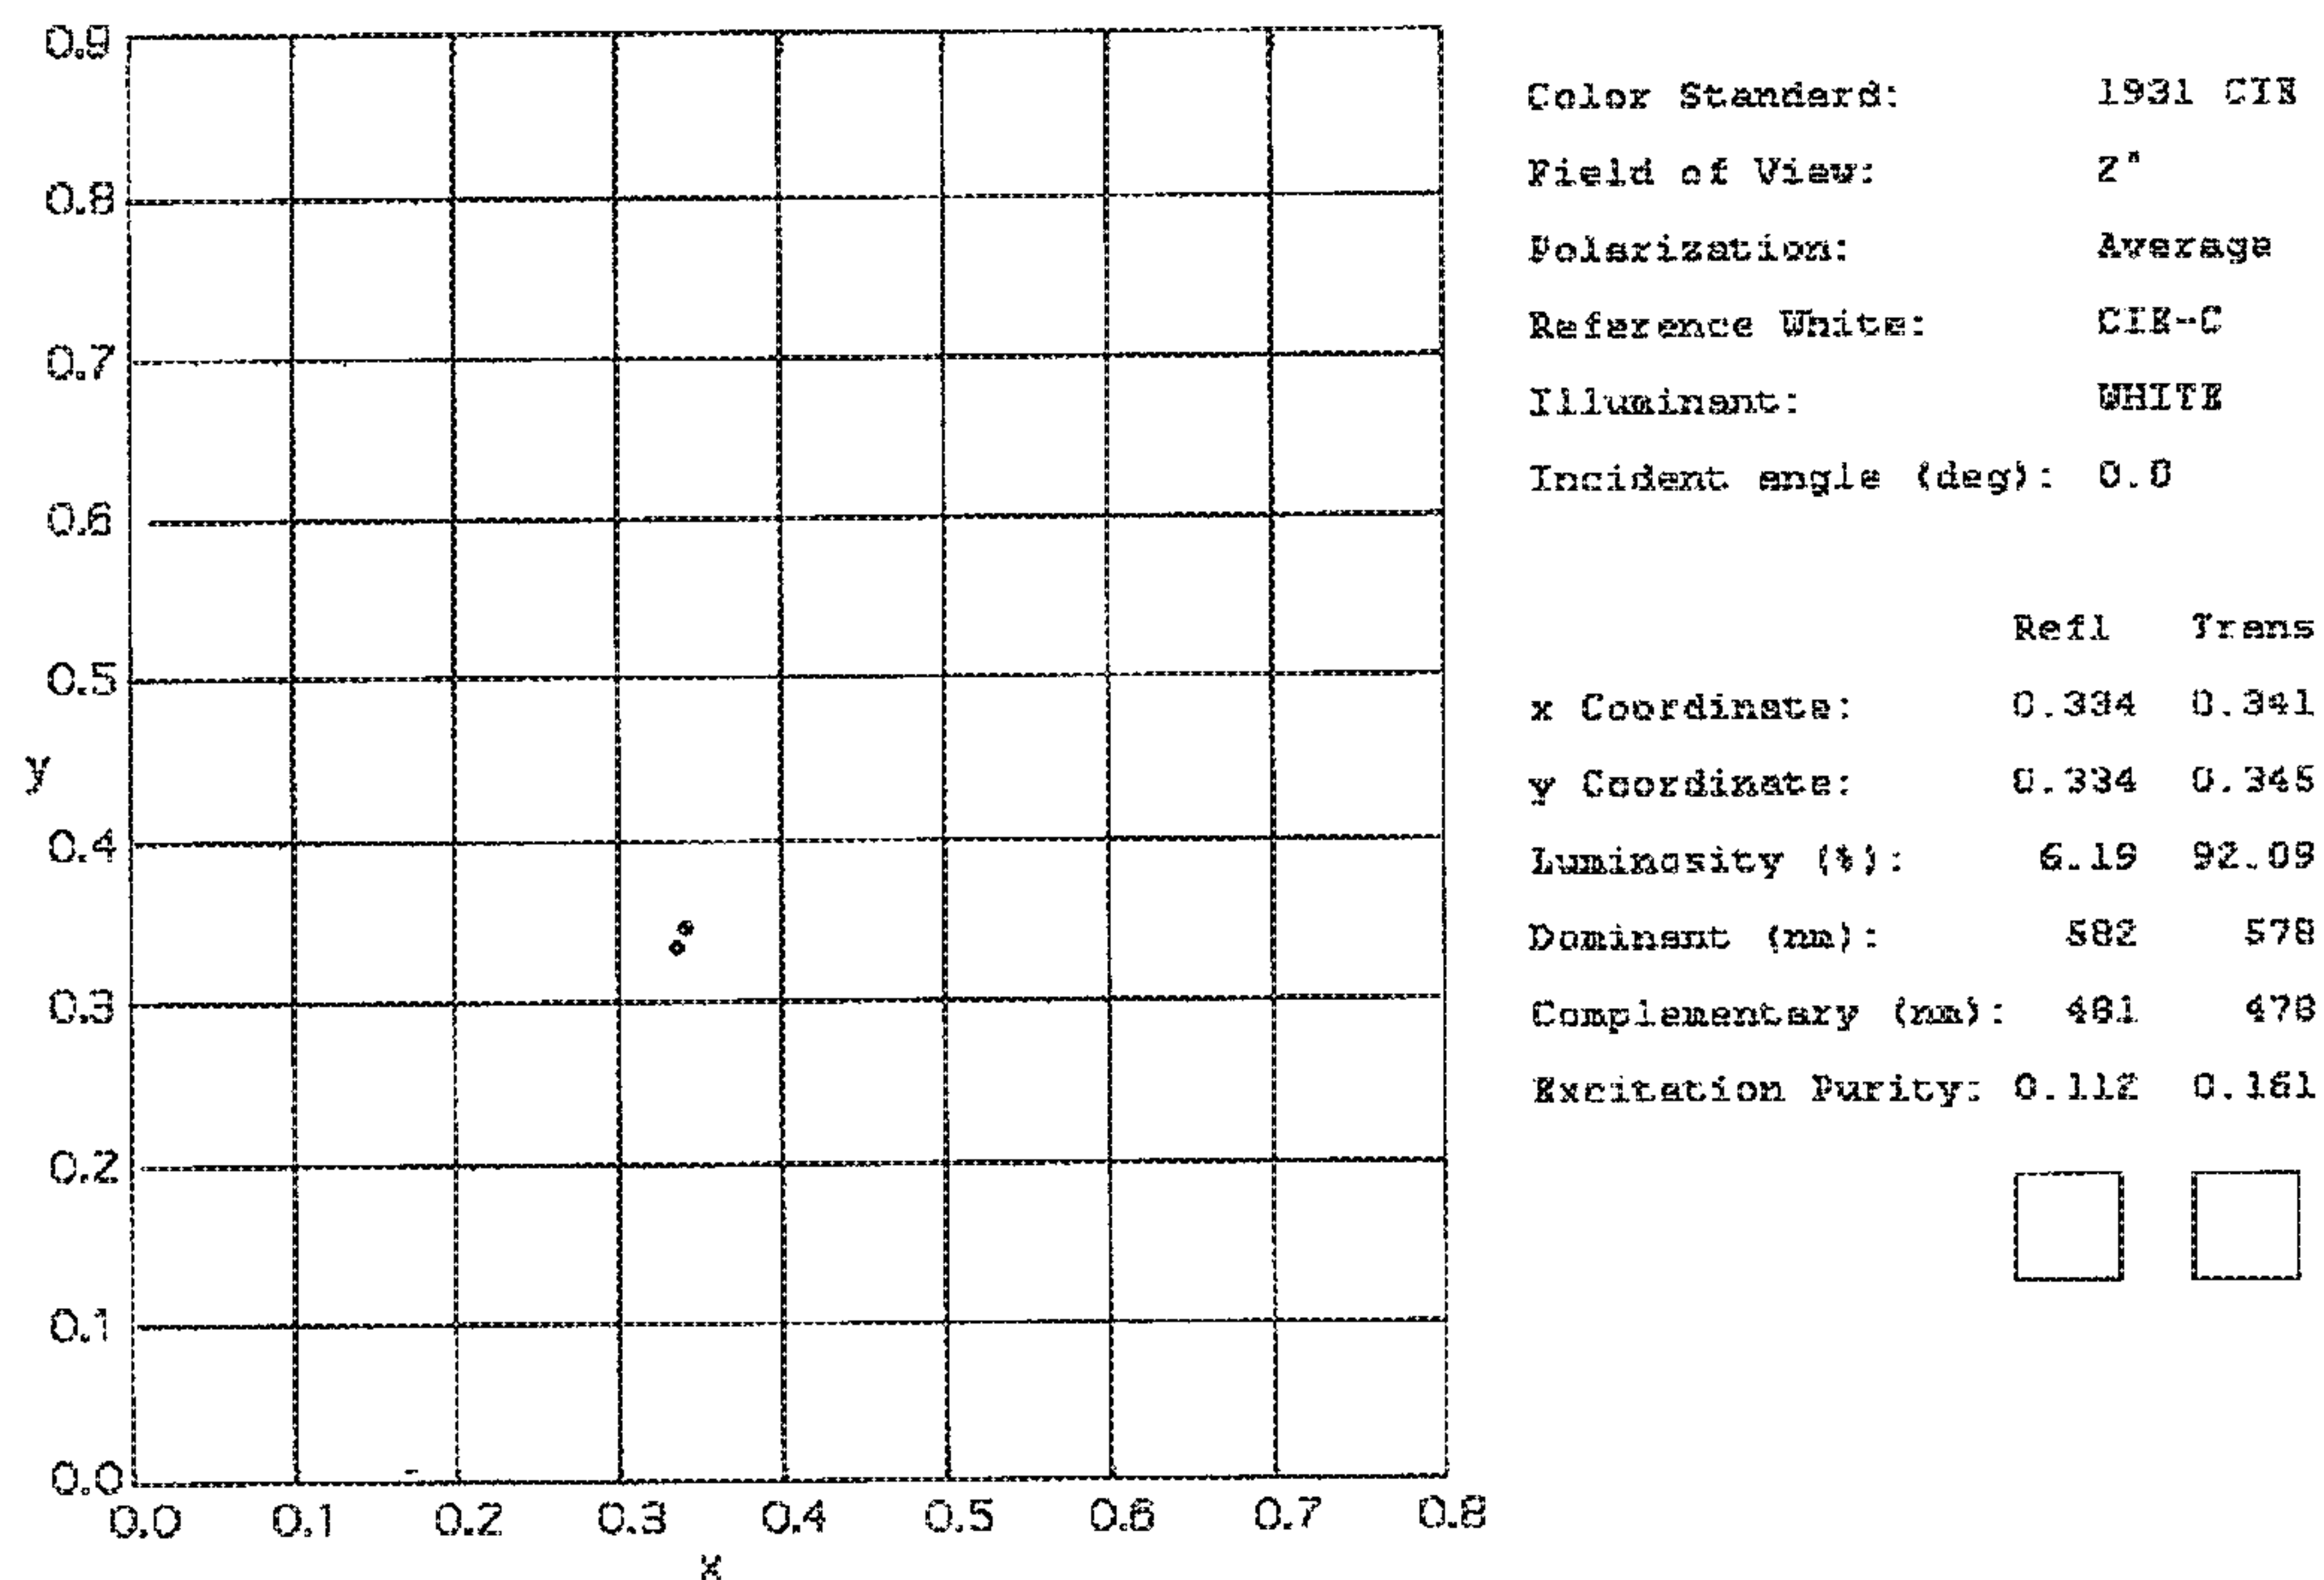 0.9
0.8
0.7
0.6
0.5
y
0.4
0.3
0.2
0.1
0.0
0.0 0.1 0.2 0.3 0.4 0.5 0.6 0.7 0.8
x
Color Standard: 1931 CIE
Field of View: 2°
Polarization: Average
Reference White: CIE-C
Illuminant: WHITE
Incident angle (deg): 0.0
Refl Trans
x Coordinate: 0.334 0.341
y Coordinate: 0.334 0.345
Luminosity (%): 6.19 92.09
Dominant (nm): 582 578
Complementary (nm): 481 478
Excitation Purity: 0.112 0.161